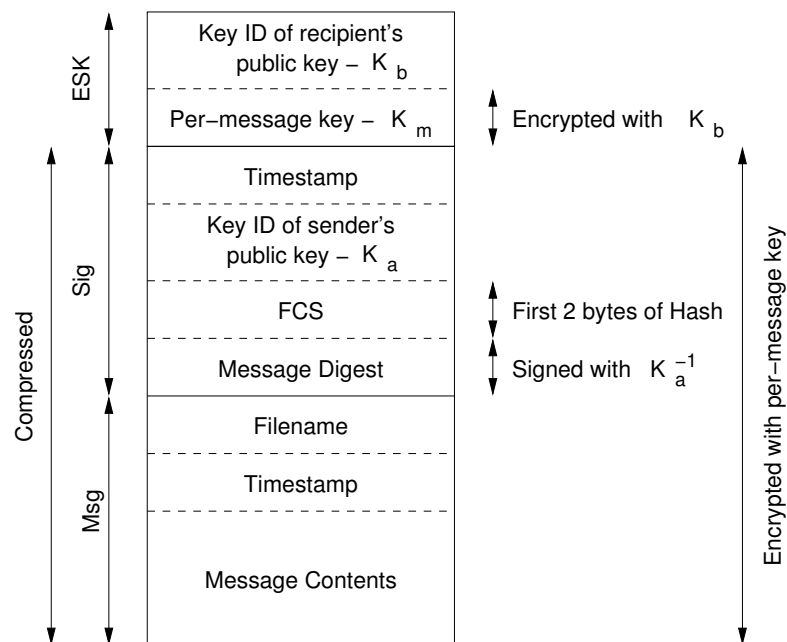 Key ID of recipient's
public key − K b
Per−message key − K m
Encrypted with K b
ESK
Timestamp
Key ID of sender's
public key − K a
FCS
First 2 bytes of Hash
Message Digest
Signed with K a −1
Sig
Filename
Timestamp
Message Contents
Msg
Compressed
Encrypted with per−message key